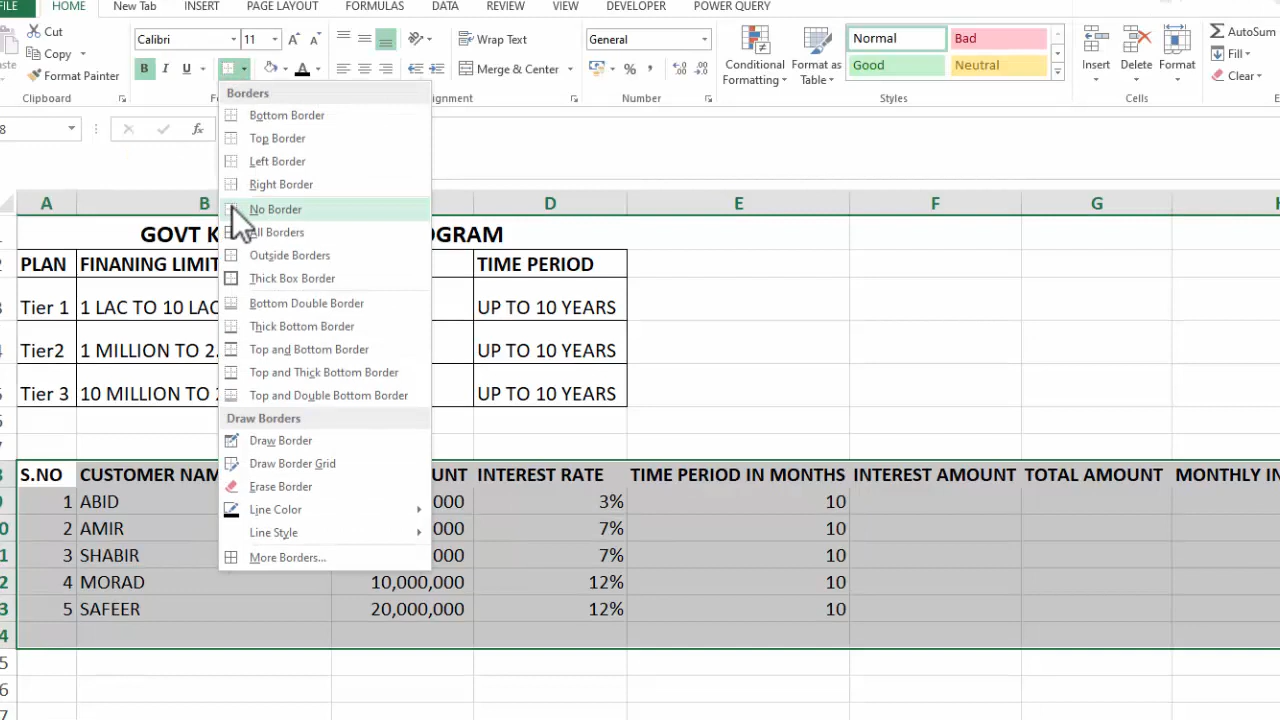 FILE HOME New Tab INSERT PAGE LAYOUT FORMULAS DATA REVIEW VIEW DEVELOPER POWER QUERY
Cut
Copy
Format Painter
Clipboard
Calibri 11
B I U
Wrap Text
Merge & Center
General
% ,
Number
Conditional Formatting
Format as Table
Normal Bad
Good Neutral
Styles
Insert Delete Format
Cells
AutoSum
Fill
Clear
fx
Borders
Bottom Border
Top Border
Left Border
Right Border
No Border
All Borders
Outside Borders
Thick Box Border
Bottom Double Border
Thick Bottom Border
Top and Bottom Border
Top and Thick Bottom Border
Top and Double Bottom Border
Draw Borders
Draw Border
Draw Border Grid
Erase Border
Line Color
Line Style
More Borders...
A B D E F G
GOVT
PLAN FINANING LIMIT TIME PERIOD
Tier 1 1 LAC TO 10 LAC UP TO 10 YEARS
Tier2 1 MILLION TO UP TO 10 YEARS
Tier 3 10 MILLION TO UP TO 10 YEARS
S.NO CUSTOMER INTEREST RATE TIME PERIOD IN MONTHS INTEREST AMOUNT TOTAL AMOUNT MONTHLY
1 ABID 000 3% 10
2 AMIR 000 7% 10
3 SHABIR 000 7% 10
4 MORAD 10,000,000 12% 10
5 SAFEER 20,000,000 12% 10